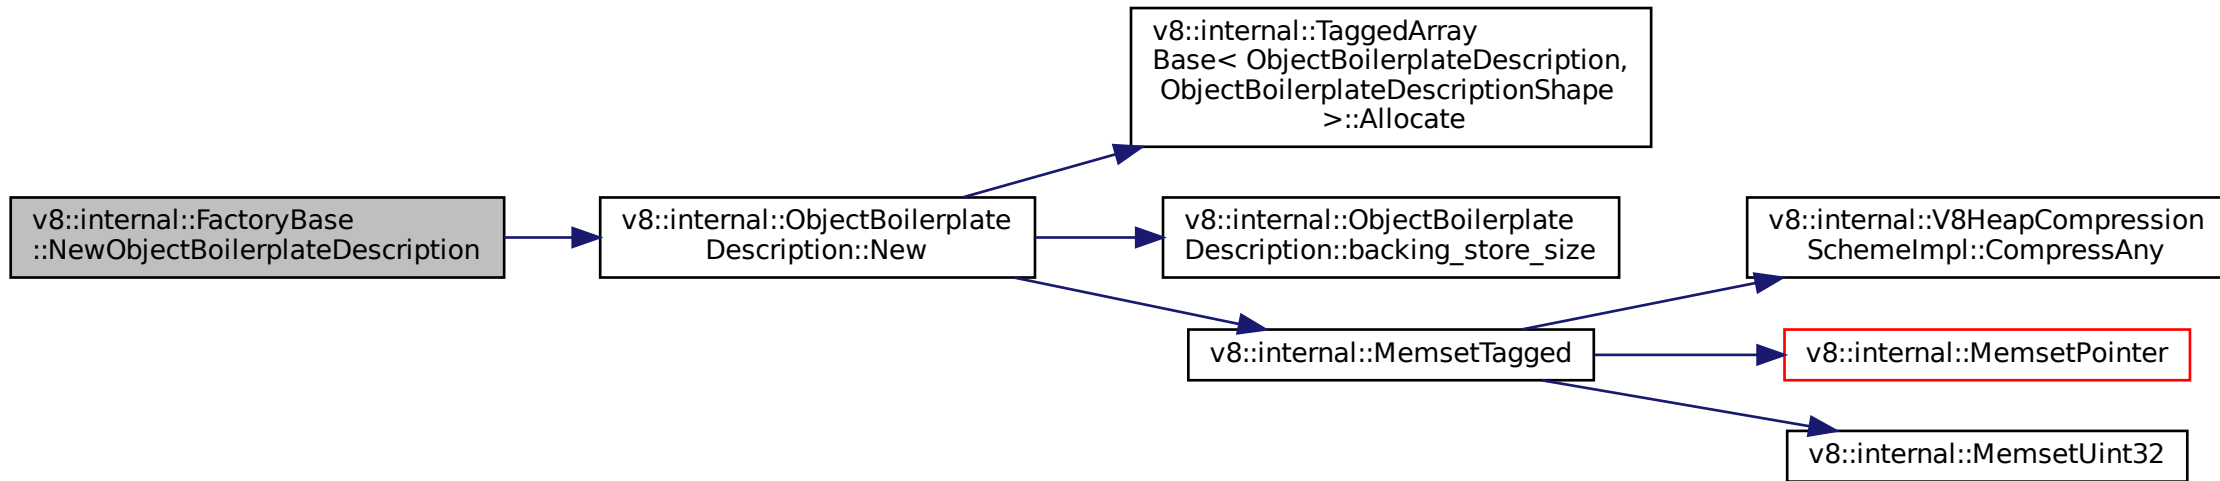 v8::internal::FactoryBase
::NewObjectBoilerplateDescription
v8::internal::ObjectBoilerplate
Description::New
v8::internal::TaggedArray
Base< ObjectBoilerplateDescription,
ObjectBoilerplateDescriptionShape
>::Allocate
v8::internal::ObjectBoilerplate
Description::backing_store_size
v8::internal::MemsetTagged
v8::internal::V8HeapCompression
SchemeImpl::CompressAny
v8::internal::MemsetPointer
v8::internal::MemsetUint32